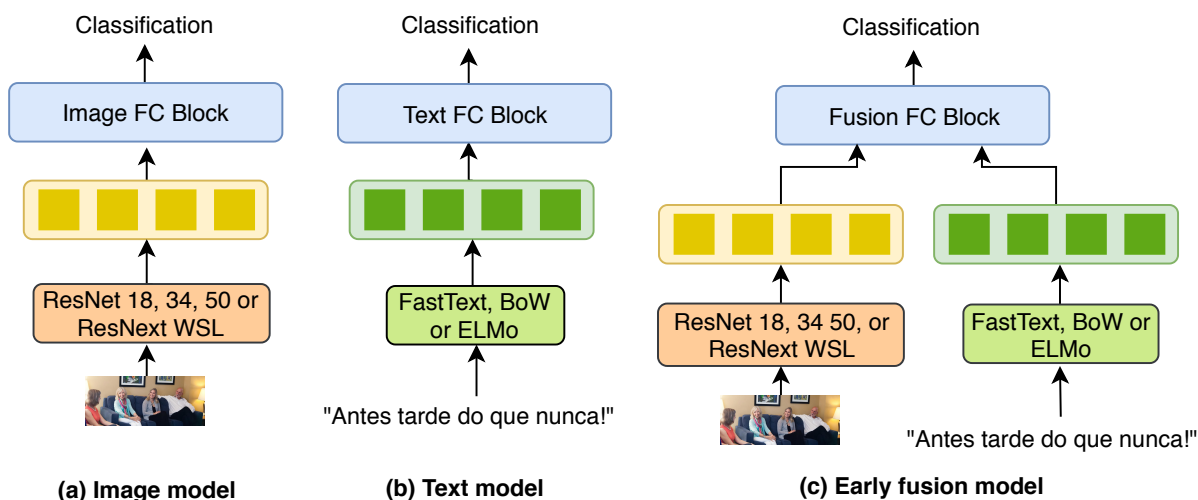 Classification
Image FC Block
ResNet 18, 34, 50 or
ResNext WSL
(a) Image model
Classification
Text FC Block
FastText, BoW
or ELMo
"Antes tarde do que nunca!"
(b) Text model
Classification
Fusion FC Block
ResNet 18, 34 50, or
ResNext WSL
FastText, BoW or
ELMo
"Antes tarde do que nunca!"
(c) Early fusion model